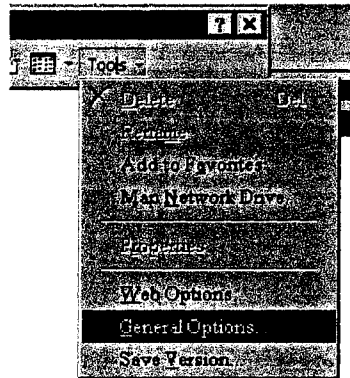 Tools
Delete Del
Rename
Add to Favorites
Map Network Drive...
Properties
Web Options...
General Options...
Save Version...